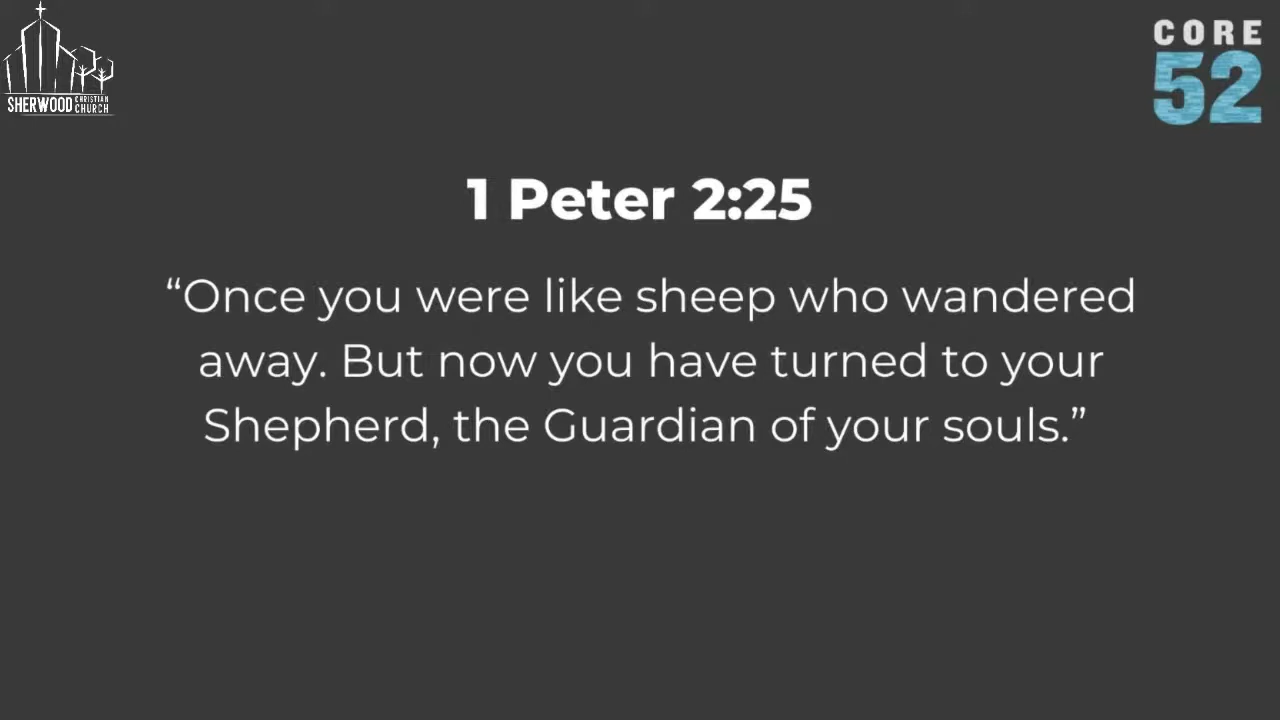 SHERWOOD CHRISTIAN CHURCH
CORE
52
1 Peter 2:25
“Once you were like sheep who wandered
away. But now you have turned to your
Shepherd, the Guardian of your souls.”